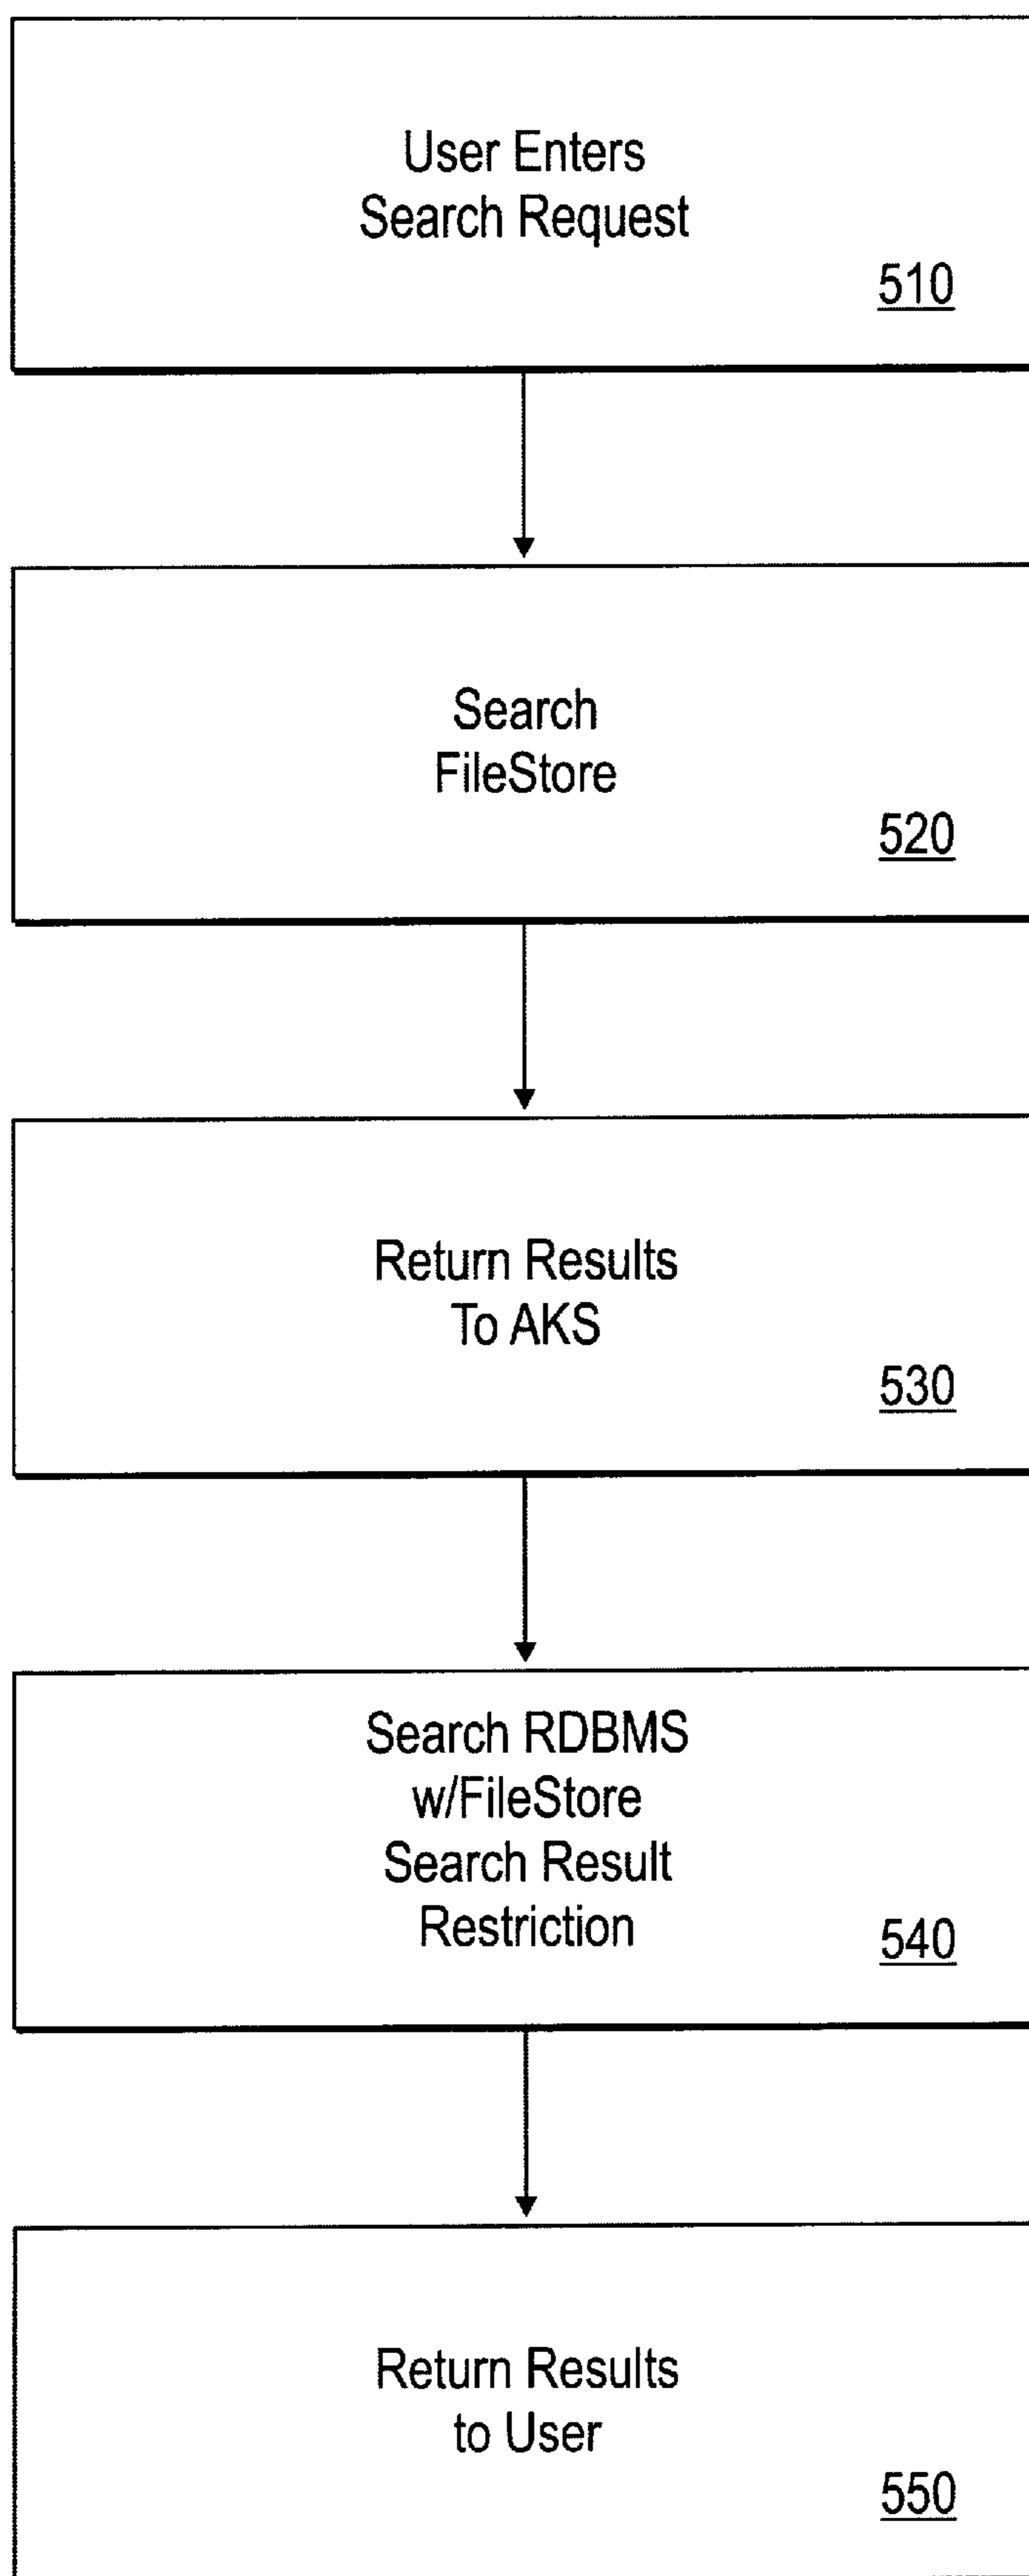 User Enters
Search Request
510
Search
FileStore
520
Return Results
To AKS
530
Search RDBMS
w/FileStore
Search Result
Restriction
540
Return Results
to User
550